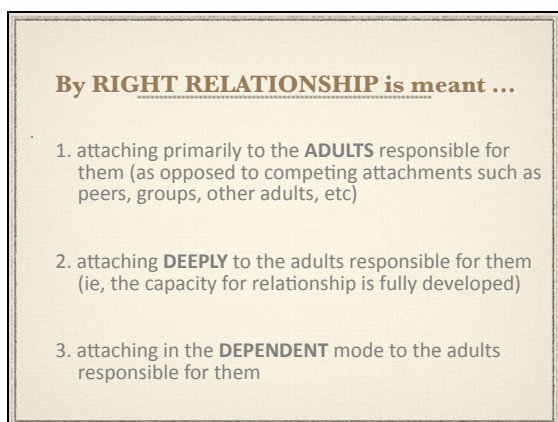 By RIGHT RELATIONSHIP is meant ...
1. attaching primarily to the ADULTS responsible for
them (as opposed to competing attachments such as
peers, groups, other adults, etc)
2. attaching DEEPLY to the adults responsible for them
(ie, the capacity for relationship is fully developed)
3. attaching in the DEPENDENT mode to the adults
responsible for them